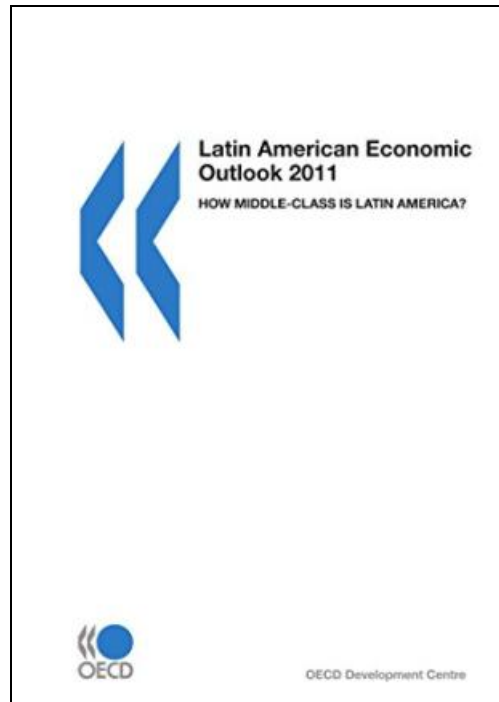 Latin American Economic
Outlook 2011
HOW MIDDLE-CLASS IS LATIN AMERICA?
OECD
OECD Development Centre